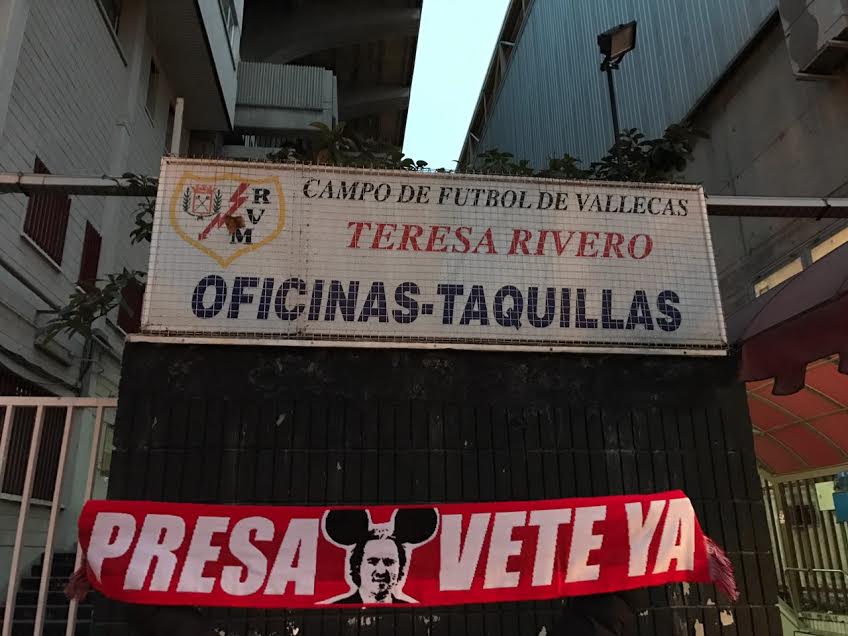 RVM
CAMPO DE FUTBOL DE VALLECAS
TERESA RIVERO
OFICINAS-TAQUILLAS
PRESA VETE YA